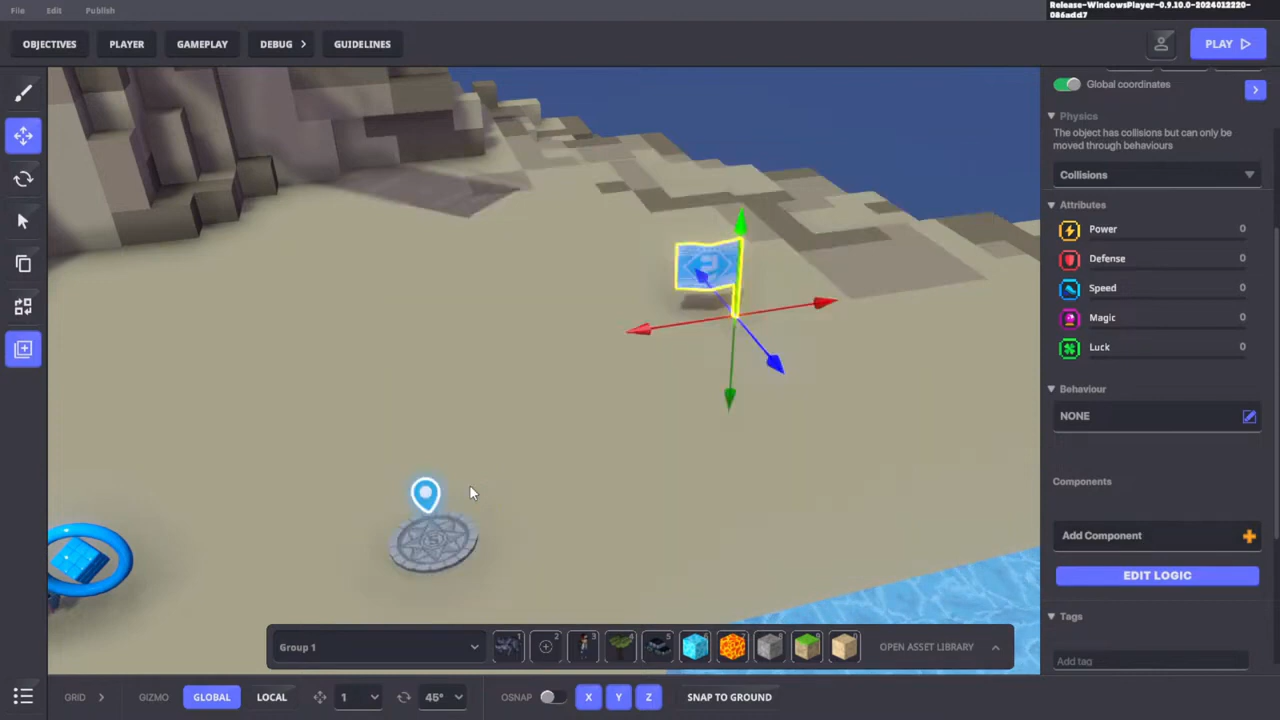 File Edit Publish
Release-WindowsPlayer-0.9.10.0-2024012220-
086add7
OBJECTIVES PLAYER GAMEPLAY DEBUG GUIDELINES PLAY
Global coordinates
Physics
The object has collisions but can only be
moved through behaviours
Collisions
Attributes
Power 0
Defense 0
Speed 0
Magic 0
Luck 0
Behaviour
NONE
Components
Add Component
EDIT LOGIC
Tags
Add tag
Group 1 OPEN ASSET LIBRARY
GRID GIZMO GLOBAL LOCAL 1 45° OSNAP X Y Z SNAP TO GROUND